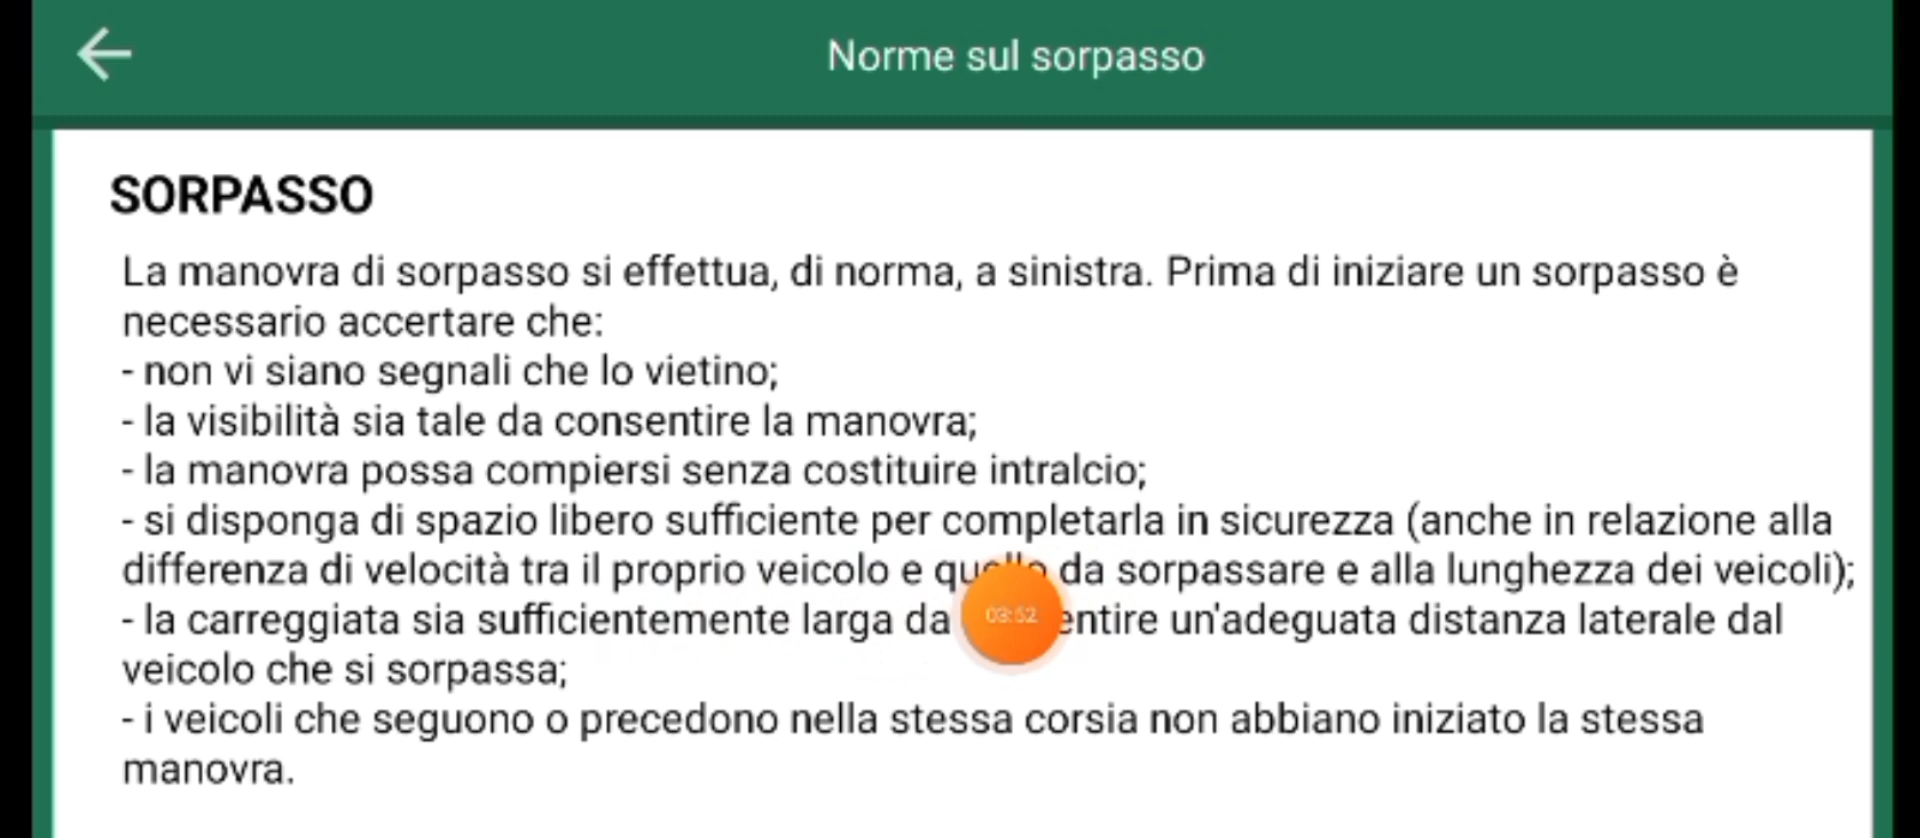 Norme sul sorpasso
SORPASSO
La manovra di sorpasso si effettua, di norma, a sinistra. Prima di iniziare un sorpasso è
necessario accertare che:
- non vi siano segnali che lo vietino;
- la visibilità sia tale da consentire la manovra;
- la manovra possa compiersi senza costituire intralcio;
- si disponga di spazio libero sufficiente per completarla in sicurezza (anche in relazione alla
differenza di velocità tra il proprio veicolo e quello da sorpassare e alla lunghezza dei veicoli);
- la carreggiata sia sufficientemente larga da entire un'adeguata distanza laterale dal
03:52
veicolo che si sorpassa;
- i veicoli che seguono o precedono nella stessa corsia non abbiano iniziato la stessa
manovra.